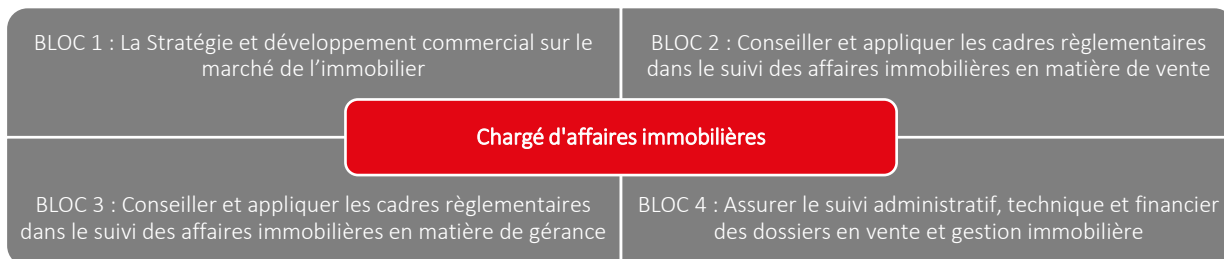 BLOC 1 : La Stratégie et développement commercial sur le
marché de l’immobilier
BLOC 2 : Conseiller et appliquer les cadres règlementaires
dans le suivi des affaires immobilières en matière de vente
Chargé d'affaires immobilières
BLOC 3 : Conseiller et appliquer les cadres règlementaires
dans le suivi des affaires immobilières en matière de gérance
BLOC 4 : Assurer le suivi administratif, technique et financier
des dossiers en vente et gestion immobilière